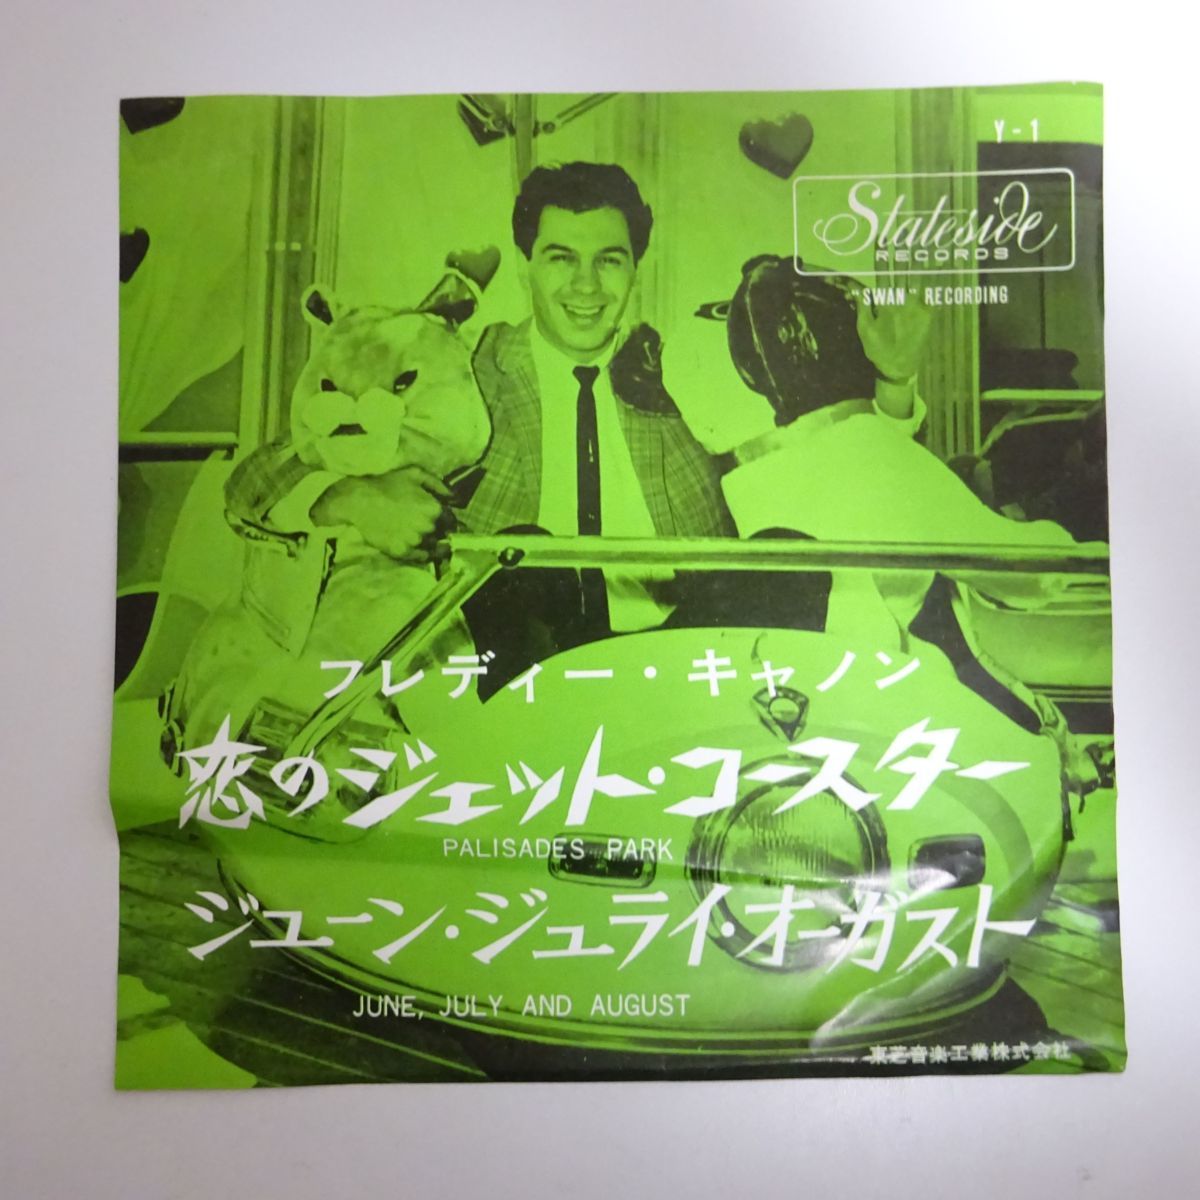 Y-1
Stateside
RECORDS
"SWAN" RECORDING
フレディー・キャノン
恋のジェット・コースター
PALISADES PARK
ジューン・ジュライ・オーガスト
JUNE, JULY AND AUGUST
東芝音楽工業株式会社